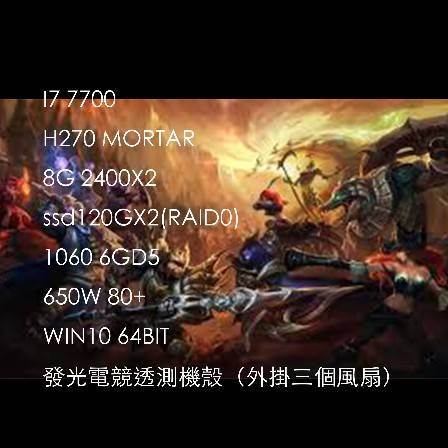 I7 7700
H270 MORTAR
8G 2400X2
ssd120GX2(RAID0)
1060 6GD5
650W 80+
WIN10 64BIT
發光電競透測機殼（外掛三個風扇）